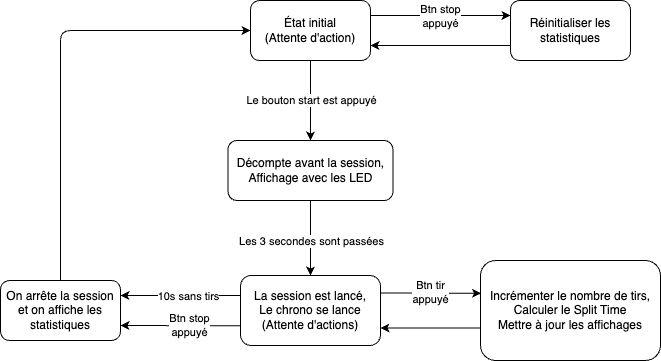 État initial
(Attente d'action)
Btn stop
appuyé
Réinitialiser les
statistiques
Le bouton start est appuyé
Décompte avant la session,
Affichage avec les LED
Les 3 secondes sont passées
On arrête la session
et on affiche les
statistiques
10s sans tirs
Btn stop
appuyé
La session est lancé,
Le chrono se lance
(Attente d'actions)
Btn tir
appuyé
Incrémenter le nombre de tirs,
Calculer le Split Time
Mettre à jour les affichages